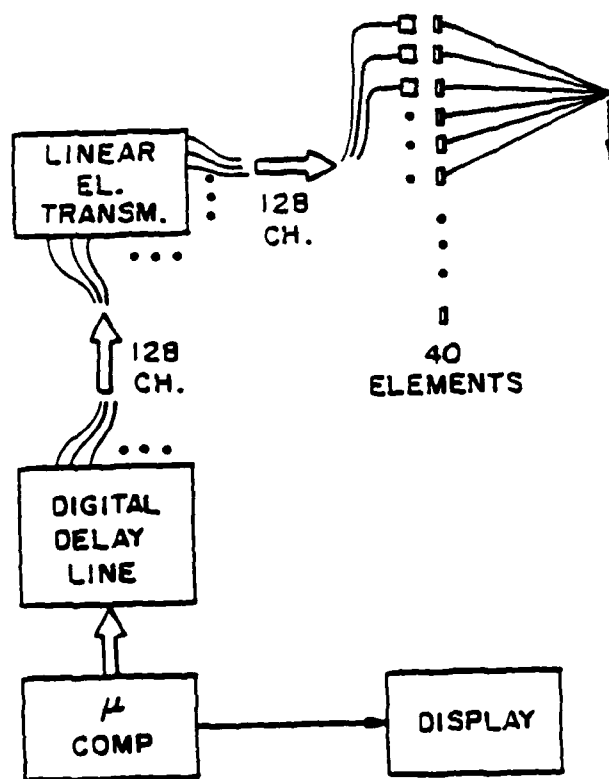 LINEAR
EL.
TRANSM.
128
CH.
40
ELEMENTS
128
CH.
DIGITAL
DELAY
LINE
μ
COMP
DISPLAY